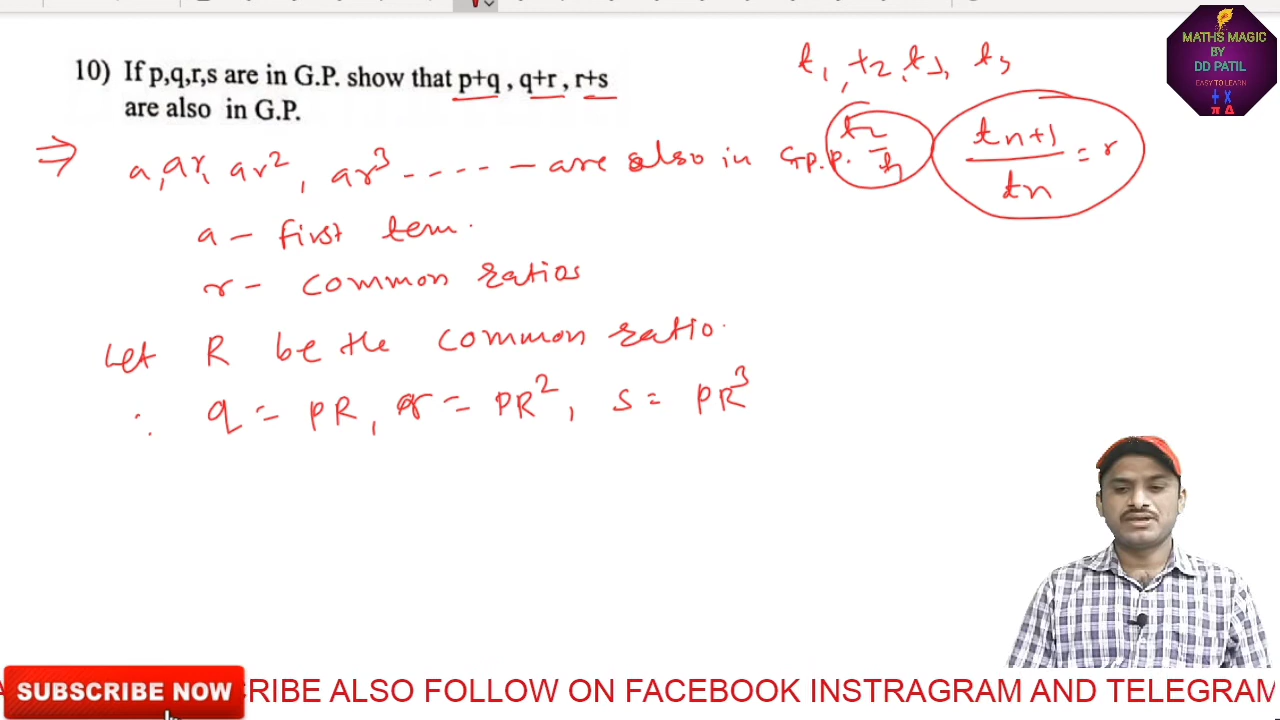 10) If p,q,r,s are in G.P. show that p+q , q+r , r+s
are also in G.P.
t1, t2, t3, t3
⇒ a, ar, ar², ar³ ----- are also in G.P.P.
t2/t1
tn+1/tn = r
a - first term.
r - common ratios
Let R be the common ratio.
∴ q = PR, r = PR², s = PR³
MATHS MAGIC
BY
DD PATIL
EASY TO LEARN
+ X
π Δ
SUBSCRIBE NOW
CRIBE ALSO FOLLOW ON FACEBOOK INSTRAGRAM AND TELEGRAM